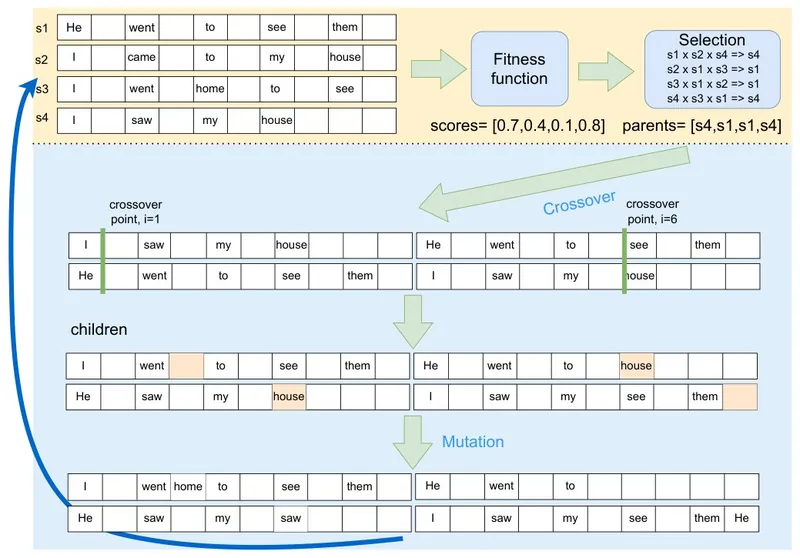 s1 He went to see them
s2 I came to my house
s3 I went home to see
s4 I saw my house
Fitness
function
Selection
s1 x s2 x s4 => s4
s2 x s1 x s3 => s1
s3 x s1 x s2 => s1
s4 x s3 x s1 => s4
scores= [0.7,0.4,0.1,0.8]
parents= [s4,s1,s1,s4]
Crossover
crossover
point, i=1
crossover
point, i=6
I saw my house
He went to see them
He went to see them
I saw my house
children
I went to see them
He went to house
He saw my house
I saw my see them
Mutation
I went home to see them
He went to
He saw my saw
I saw my see them He